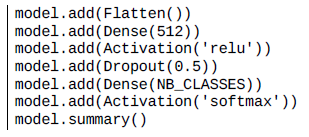 model.add(Flatten())
model.add(Dense(512))
model.add(Activation('relu'))
model.add(Dropout(0.5))
model.add(Dense(NB_CLASSES))
model.add(Activation('softmax'))
model.summary()